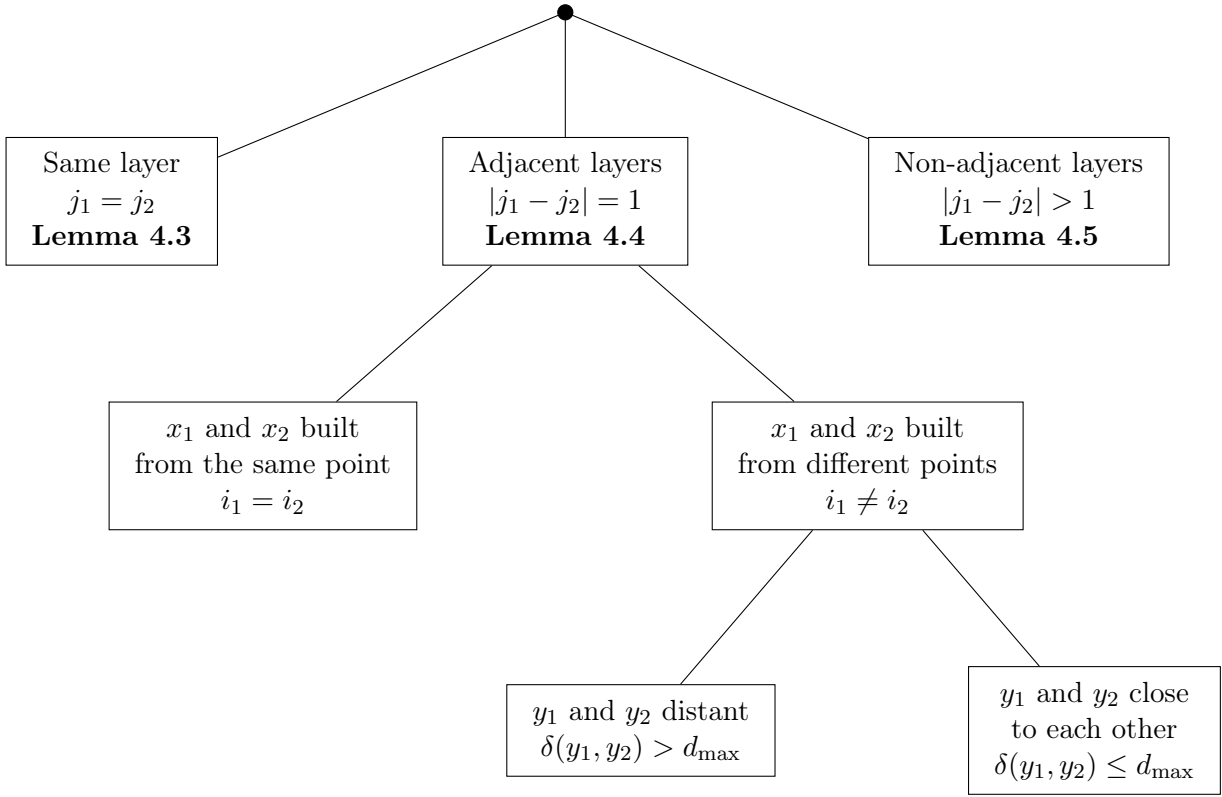 Same layer
j₁ = j₂
Lemma 4.3
Adjacent layers
|j₁ − j₂| = 1
Lemma 4.4
Non-adjacent layers
|j₁ − j₂| > 1
Lemma 4.5
x₁ and x₂ built
from the same point
i₁ = i₂
x₁ and x₂ built
from different points
i₁ ≠ i₂
y₁ and y₂ distant
δ(y₁, y₂) > d_max
y₁ and y₂ close
to each other
δ(y₁, y₂) ≤ d_max